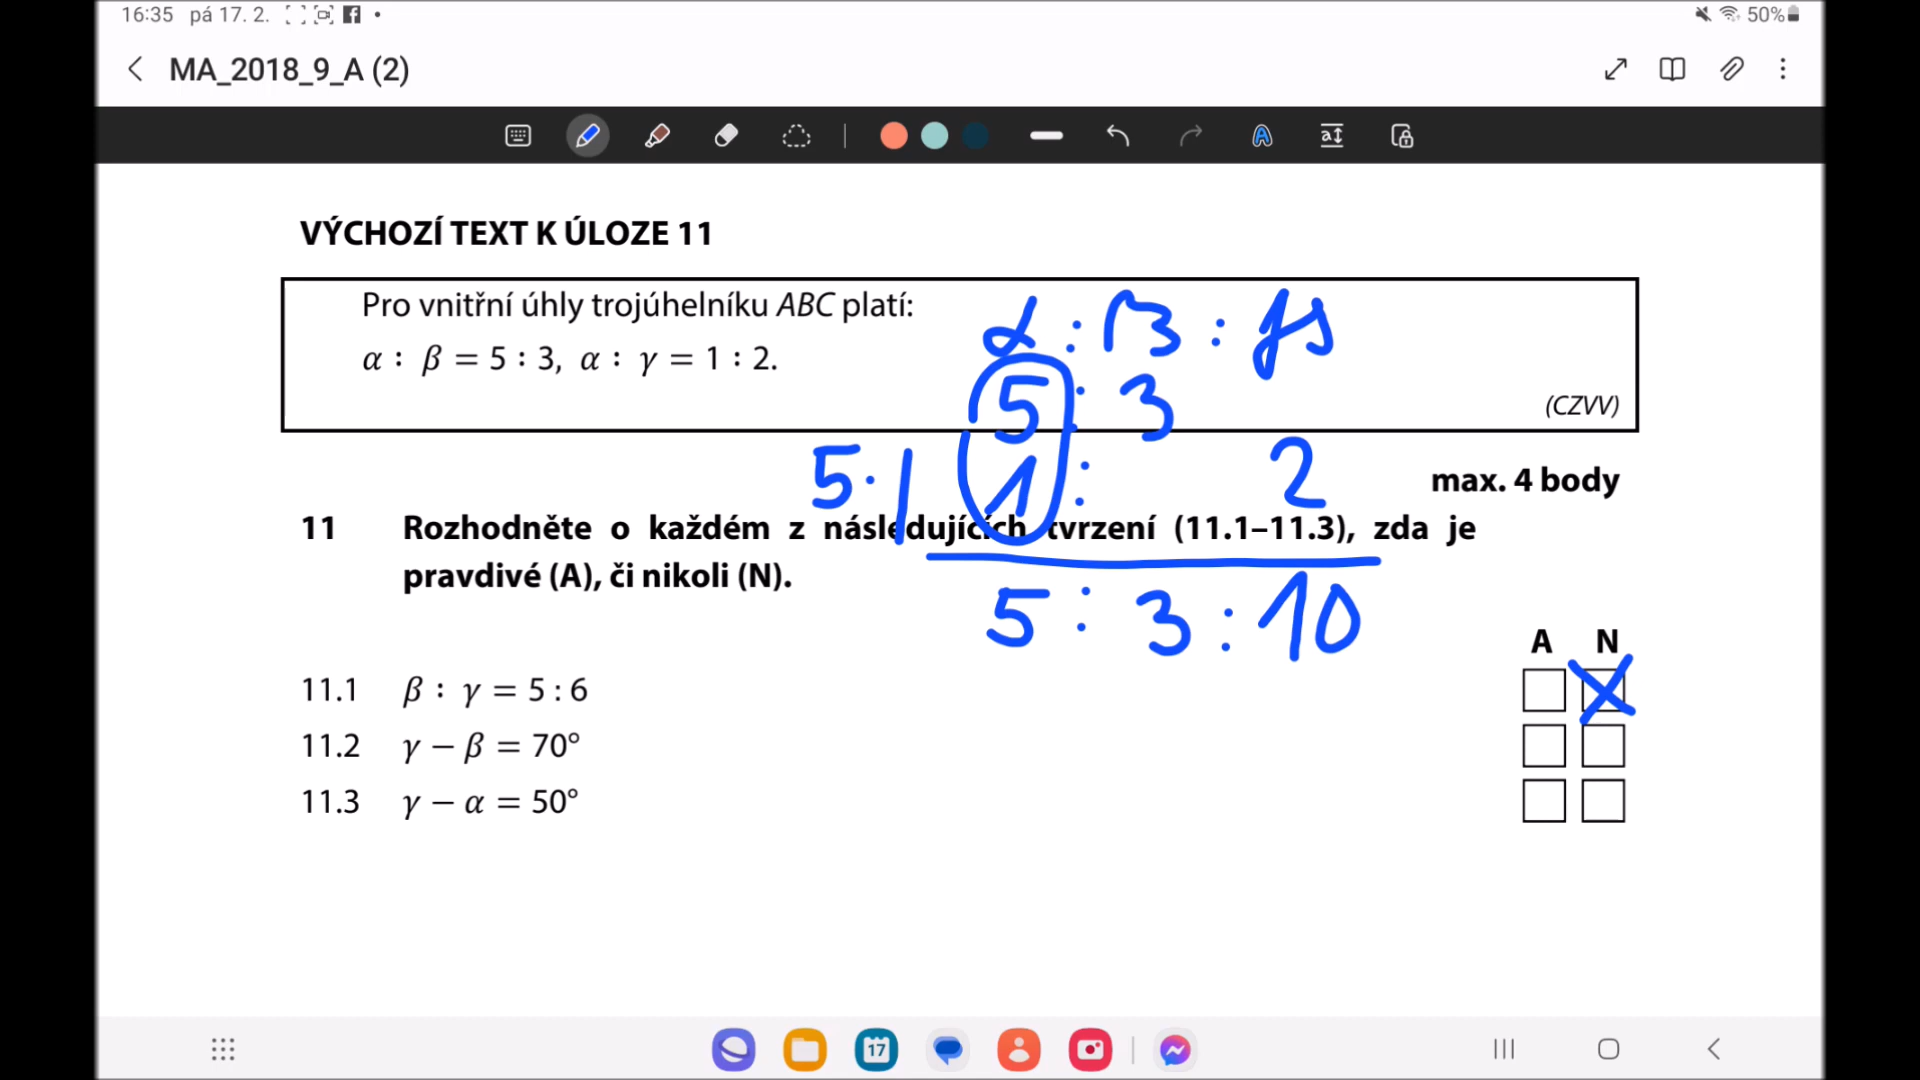 16:35 pá 17. 2.
50%
MA_2018_9_A (2)
VÝCHOZÍ TEXT K ÚLOZE 11
Pro vnitřní úhly trojúhelníku ABC platí:
α : β = 5 : 3, α : γ = 1 : 2.
(CZVV)
α : β : γ
5 : 3
5·1 1 : 2
5 : 3 : 10
max. 4 body
11 Rozhodněte o každém z následujících tvrzení (11.1–11.3), zda je
pravdivé (A), či nikoli (N).
A N
11.1 β : γ = 5 : 6
11.2 γ − β = 70°
11.3 γ − α = 50°
17